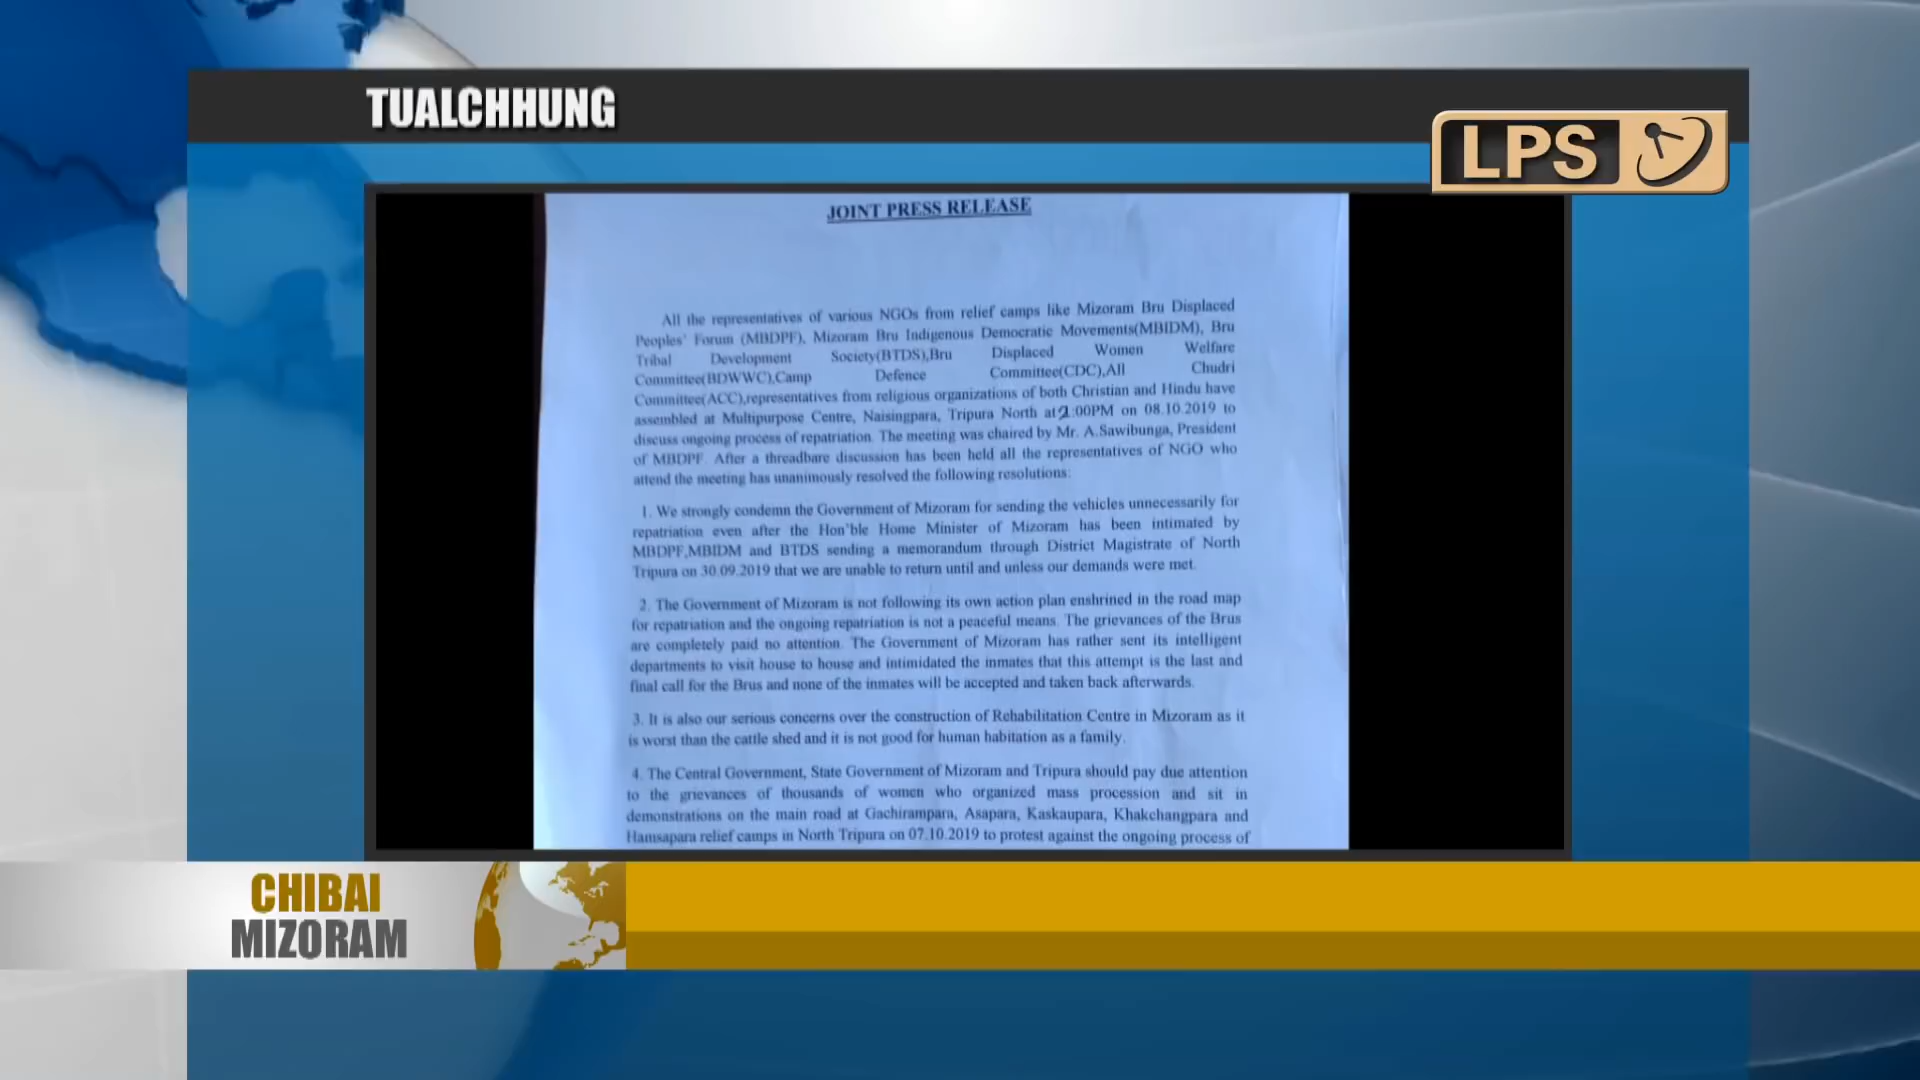 TUALCHHUNG
LPS
JOINT PRESS RELEASE
All the representatives of various NGOs from relief camps like Mizoram Bru Displaced
Peoples' Forum (MBDPF), Mizoram Bru Indigenous Democratic Movements(MBIDM), Bru
Tribal Development Society(BTDS),Bru Displaced Women Welfare
Committee(BDWWC),Camp Defence Committee(CDC),All Chudri
Committee(ACC),representatives from religious organizations of both Christian and Hindu have
assembled at Multipurpose Centre, Naisingpara, Tripura North at 2:00PM on 08.10.2019 to
discuss ongoing process of repatriation. The meeting was chaired by Mr. A.Sawibunga, President
of MBDPF. After a threadbare discussion has been held all the representatives of NGO who
attend the meeting has unanimously resolved the following resolutions:
1. We strongly condemn the Government of Mizoram for sending the vehicles unnecessarily for
repatriation even after the Hon'ble Home Minister of Mizoram has been intimated by
MBDPF,MBIDM and BTDS sending a memorandum through District Magistrate of North
Tripura on 30.09.2019 that we are unable to return until and unless our demands were met.
2. The Government of Mizoram is not following its own action plan enshrined in the road map
for repatriation and the ongoing repatriation is not a peaceful means. The grievances of the Brus
are completely paid no attention. The Government of Mizoram has rather sent its intelligent
departments to visit house to house and intimidated the inmates that this attempt is the last and
final call for the Brus and none of the inmates will be accepted and taken back afterwards.
3. It is also our serious concerns over the construction of Rehabilitation Centre in Mizoram as it
is worst than the cattle shed and it is not good for human habitation as a family.
4. The Central Government, State Government of Mizoram and Tripura should pay due attention
to the grievances of thousands of women who organized mass procession and sit in
demonstrations on the main road at Gachirampara, Asapara, Kaskaupara, Khakchangpara and
Hamsapara relief camps in North Tripura on 07.10.2019 to protest against the ongoing process of
CHIBAI
MIZORAM